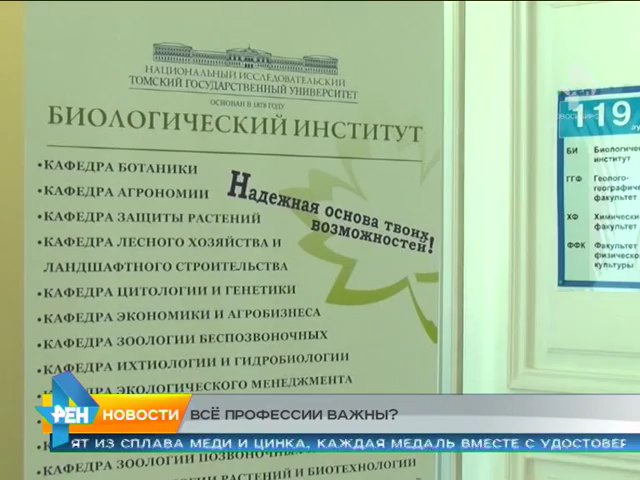 НАЦИОНАЛЬНЫЙ ИССЛЕДОВАТЕЛЬСКИЙ
ТОМСКИЙ ГОСУДАРСТВЕННЫЙ УНИВЕРСИТЕТ
ОСНОВАН В 1878 ГОДУ
БИОЛОГИЧЕСКИЙ ИНСТИТУТ
• КАФЕДРА БОТАНИКИ
• КАФЕДРА АГРОНОМИИ
• КАФЕДРА ЗАЩИТЫ РАСТЕНИЙ
• КАФЕДРА ЛЕСНОГО ХОЗЯЙСТВА И
ЛАНДШАФТНОГО СТРОИТЕЛЬСТВА
• КАФЕДРА ЦИТОЛОГИИ И ГЕНЕТИКИ
• КАФЕДРА ЭКОНОМИКИ И АГРОБИЗНЕСА
• КАФЕДРА ЗООЛОГИИ БЕСПОЗВОНОЧНЫХ
• КАФЕДРА ИХТИОЛОГИИ И ГИДРОБИОЛОГИИ
КАФЕДРА ЭКОЛОГИЧЕСКОГО МЕНЕДЖМЕНТА
КАФЕДРА ЗООЛОГИИ ПОЗВОНОЧНЫХ
РАСТЕНИЙ И БИОТЕХНОЛОГИИ
Надежная основа твоих
возможностей!
119
БИ Биологический
институт
ГГФ Геолого-
географический
факультет
ХФ Химический
факультет
ФФК Факультет
физической
культуры
РЕН НОВОСТИ ВСЁ ПРОФЕССИИ ВАЖНЫ?
ЯТ ИЗ СПЛАВА МЕДИ И ЦИНКА. КАЖДАЯ МЕДАЛЬ ВМЕСТЕ С УДОСТОВЕР